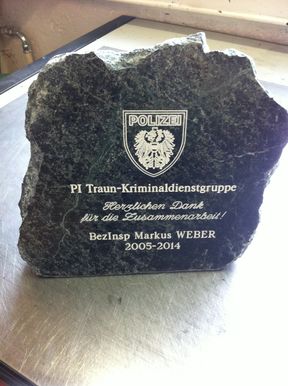 POLIZEI
PI Traun-Kriminaldienstgruppe
Herzlichen Dank
für die Zusammenarbeit!
BezInsp Markus WEBER
2005-2014